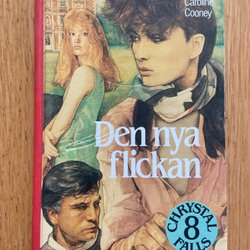 Caroline
Cooney
Den nya
flickan
CHRYSTAL
8
FALLS